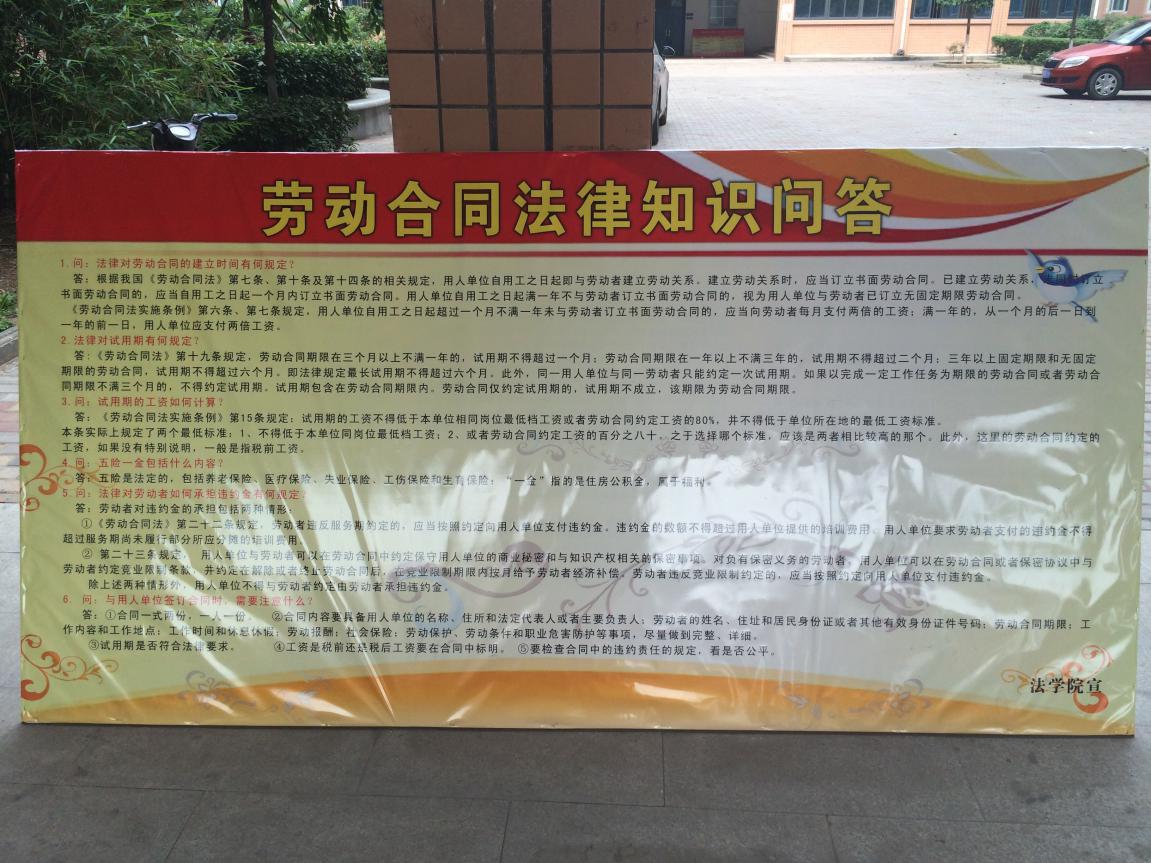 劳动合同法律知识问答
1.问：法律对劳动合同的建立时间有何规定？
答：根据我国《劳动合同法》第七条、第十条及第十四条的相关规定，用人单位自用工之日起即与劳动者建立劳动关系。建立劳动关系时，应当订立书面劳动合同。已建立劳动关系，订立
书面劳动合同的，应当自用工之日起一个月内订立书面劳动合同。用人单位自用工之日起满一年不与劳动者订立书面劳动合同的，视为用人单位与劳动者已订立无固定期限劳动合同。
《劳动合同法实施条例》第六条、第七条规定，用人单位自用工之日起超过一个月不满一年未与劳动者订立书面劳动合同的，应当向劳动者每月支付两倍的工资；满一年的，从一个月的后一日到
一年的前一日，用人单位应支付两倍工资。
2.法律对试用期有何规定？
答：《劳动合同法》第十九条规定，劳动合同期限在三个月以上不满一年的，试用期不得超过一个月；劳动合同期限在一年以上不满三年的，试用期不得超过二个月；三年以上固定期限和无固定
期限的劳动合同，试用期不得超过六个月。即法律规定最长试用期不得超过六个月。此外，同一用人单位与同一劳动者只能约定一次试用期。如果以完成一定工作任务为期限的劳动合同或者劳动合
同期限不满三个月的，不得约定试用期。试用期包含在劳动合同期限内。劳动合同仅约定试用期的，试用期不成立，该期限为劳动合同期限。
3.问：试用期的工资如何计算？
答：《劳动合同法实施条例》第15条规定：试用期的工资不得低于本单位相同岗位最低档工资或者劳动合同约定工资的80%，并不得低于单位所在地的最低工资标准。
本条实际上规定了两个最低标准：1、不得低于本单位同岗位最低档工资；2、或者劳动合同约定工资的百分之八十，之于选择哪个标准，应该是两者相比较高的那个。此外，这里的劳动合同约定的
工资，如果没有特别说明，一般是指税前工资。
4.问：五险一金包括什么内容？
答：五险是法定的，包括养老保险、医疗保险、失业保险、工伤保险和生育保险；“一金”指的是住房公积金，属于福利。
5.问：法律对劳动者如何承担违约金有何规定？
答：劳动者对违约金的承担包括两种情形：
①《劳动合同法》第二十二条规定，劳动者违反服务期约定的，应当按照约定向用人单位支付违约金。违约金的数额不得超过用人单位提供的培训费用。用人单位要求劳动者支付的违约金不得
超过服务期尚未履行部分所应分摊的培训费用。
② 第二十三条规定， 用人单位与劳动者可以在劳动合同中约定保守用人单位的商业秘密和与知识产权相关的保密事项。对负有保密义务的劳动者，用人单位可以在劳动合同或者保密协议中与
劳动者约定竞业限制条款，并约定在解除或者终止劳动合同后，在竞业限制期限内按月给予劳动者经济补偿。劳动者违反竞业限制约定的，应当按照约定向用人单位支付违约金。
除上述两种情形外，用人单位不得与劳动者约定由劳动者承担违约金。
6. 问：与用人单位签订合同时，需要注意什么？
答：①合同一式两份，一人一份。 ②合同内容要具备用人单位的名称、住所和法定代表人或者主要负责人；劳动者的姓名、住址和居民身份证或者其他有效身份证件号码；劳动合同期限；工
作内容和工作地点；工作时间和休息休假；劳动报酬；社会保险；劳动保护、劳动条件和职业危害防护等事项，尽量做到完整、详细。
③试用期是否符合法律要求。 ④工资是税前还是税后工资要在合同中标明。 ⑤要检查合同中的违约责任的规定，看是否公平。
法学院宣